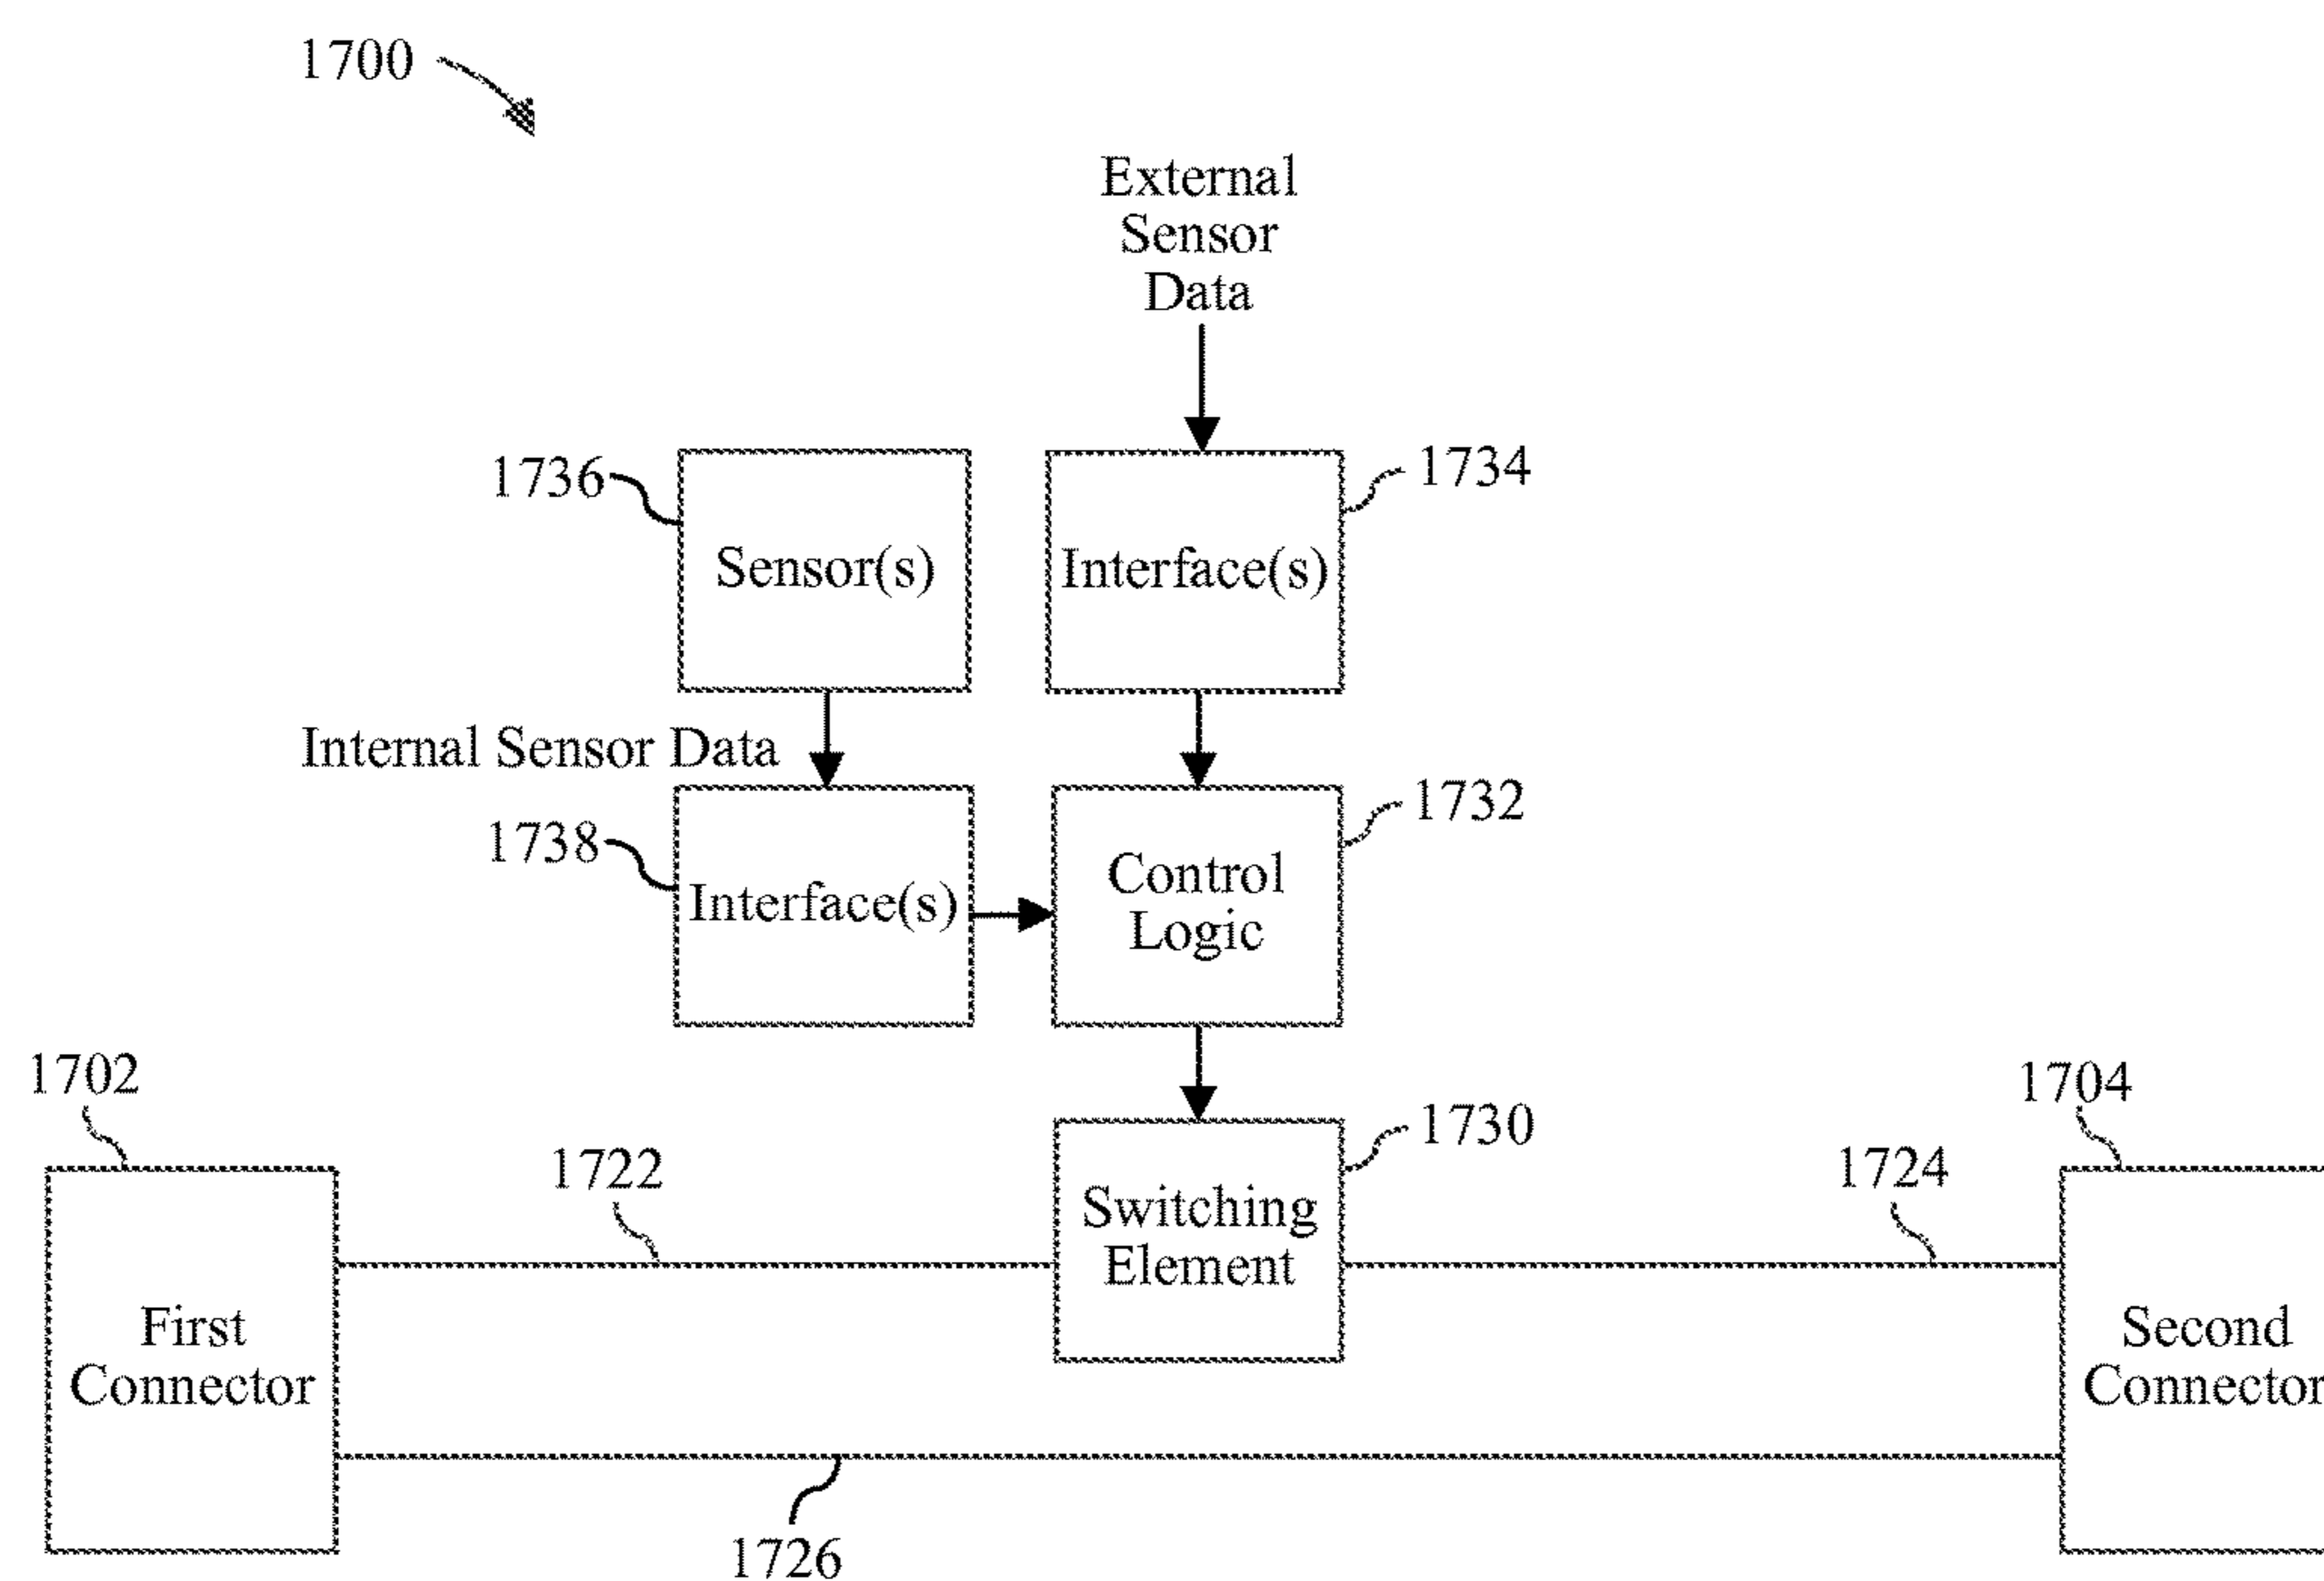 1700
External
Sensor
Data
1736
Sensor(s)
Interface(s)
1734
Internal Sensor Data
1738
Interface(s)
Control
Logic
1732
1702
1722
Switching
Element
1730
1724
1704
First
Connector
Second
Connector
1726